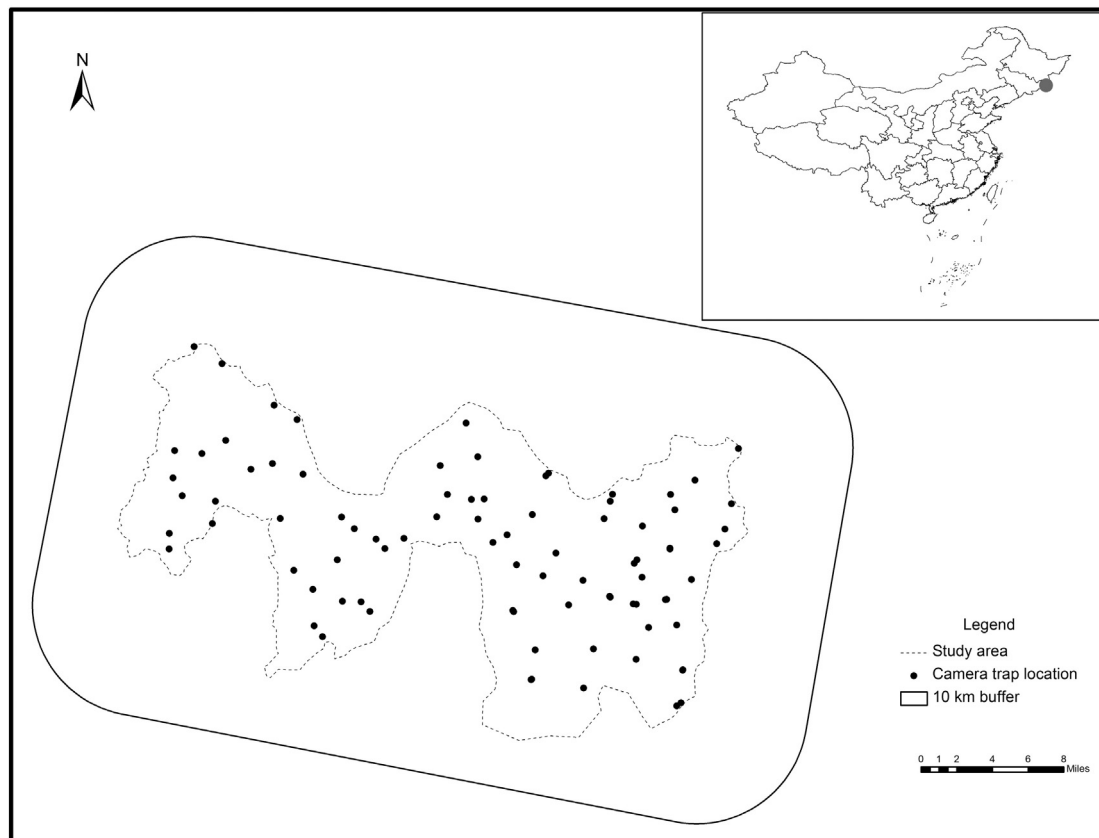 N
Legend
Study area
Camera trap location
10 km buffer
0 1 2 4 6 8
Miles